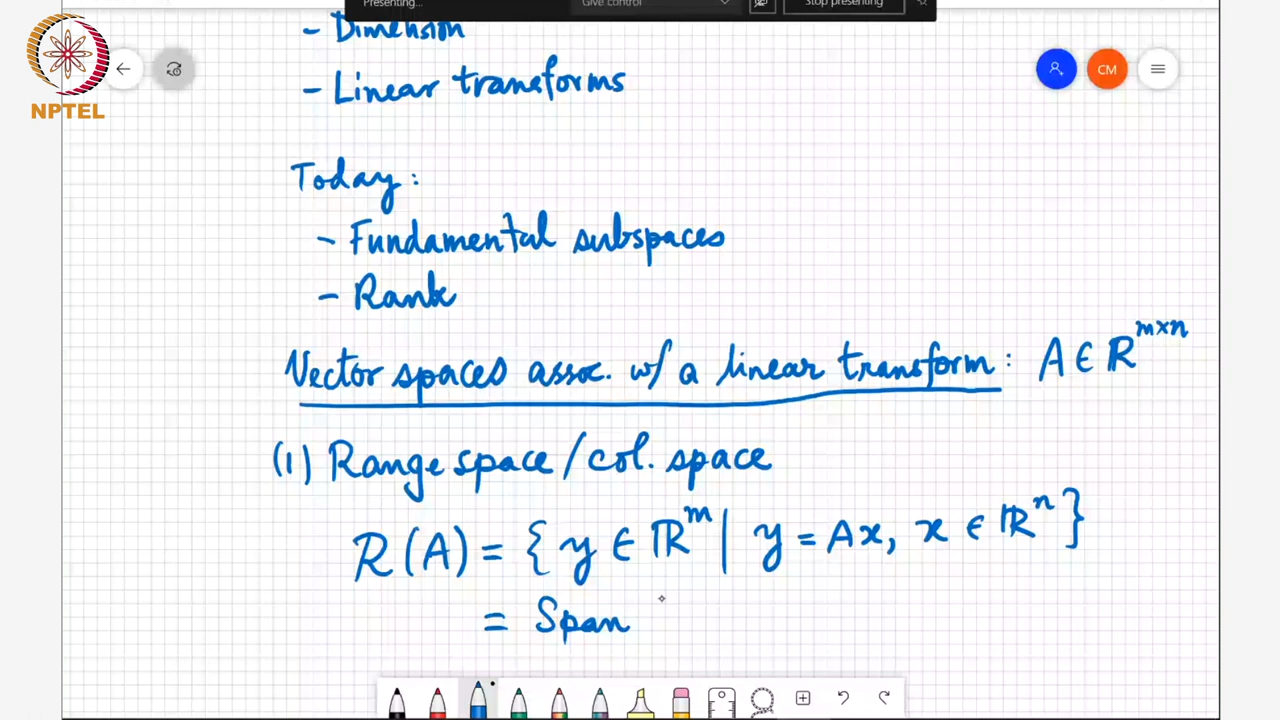 Presenting...
Give control
Stop presenting
- Dimension
- Linear transforms
NPTEL
CM
Today:
- Fundamental subspaces
- Rank
Vector spaces assoc. w/ a linear transform: A ∈ ℝ^{m×n}
(1) Range space / col. space
R(A) = { y ∈ ℝ^m | y = Ax, x ∈ ℝ^n }
= Span